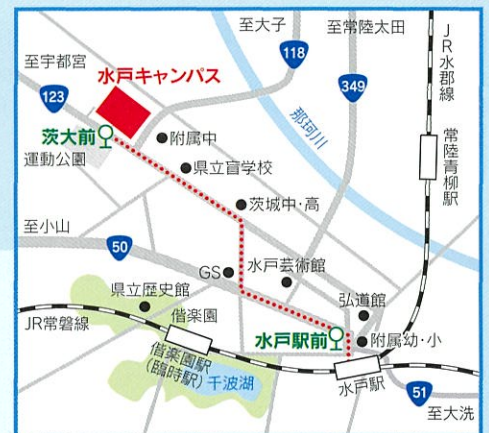 至大子
至常陸太田
JR水郡線
118
349
至宇都宮
水戸キャンパス
123
那珂川
茨大前
附属中
運動公園
県立盲学校
常陸青柳駅
茨城中・高
至小山
50
GS
水戸芸術館
県立歴史館
弘道館
偕楽園
JR常磐線
水戸駅前
附属幼・小
偕楽園駅
(臨時駅)
千波湖
水戸駅
51
至大洗